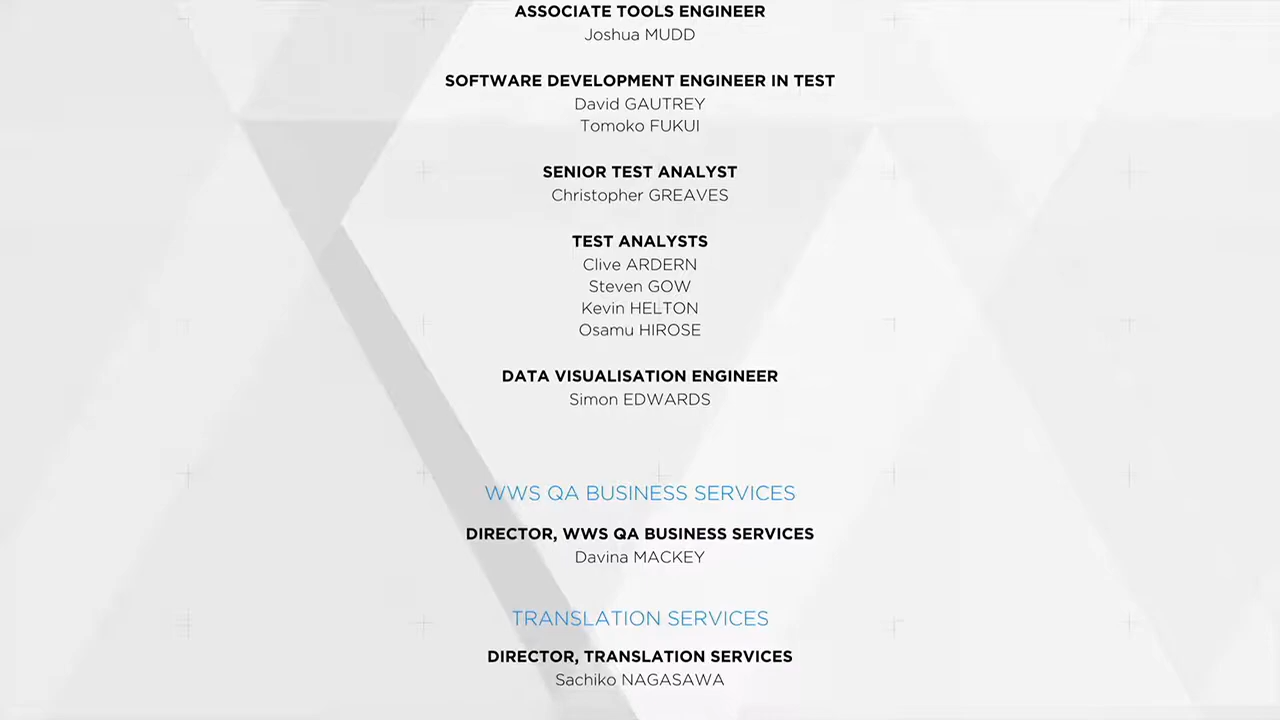 ASSOCIATE TOOLS ENGINEER
Joshua MUDD
SOFTWARE DEVELOPMENT ENGINEER IN TEST
David GAUTREY
Tomoko FUKUI
SENIOR TEST ANALYST
Christopher GREAVES
TEST ANALYSTS
Clive ARDERN
Steven GOW
Kevin HELTON
Osamu HIROSE
DATA VISUALISATION ENGINEER
Simon EDWARDS
WWS QA BUSINESS SERVICES
DIRECTOR, WWS QA BUSINESS SERVICES
Davina MACKEY
TRANSLATION SERVICES
DIRECTOR, TRANSLATION SERVICES
Sachiko NAGASAWA